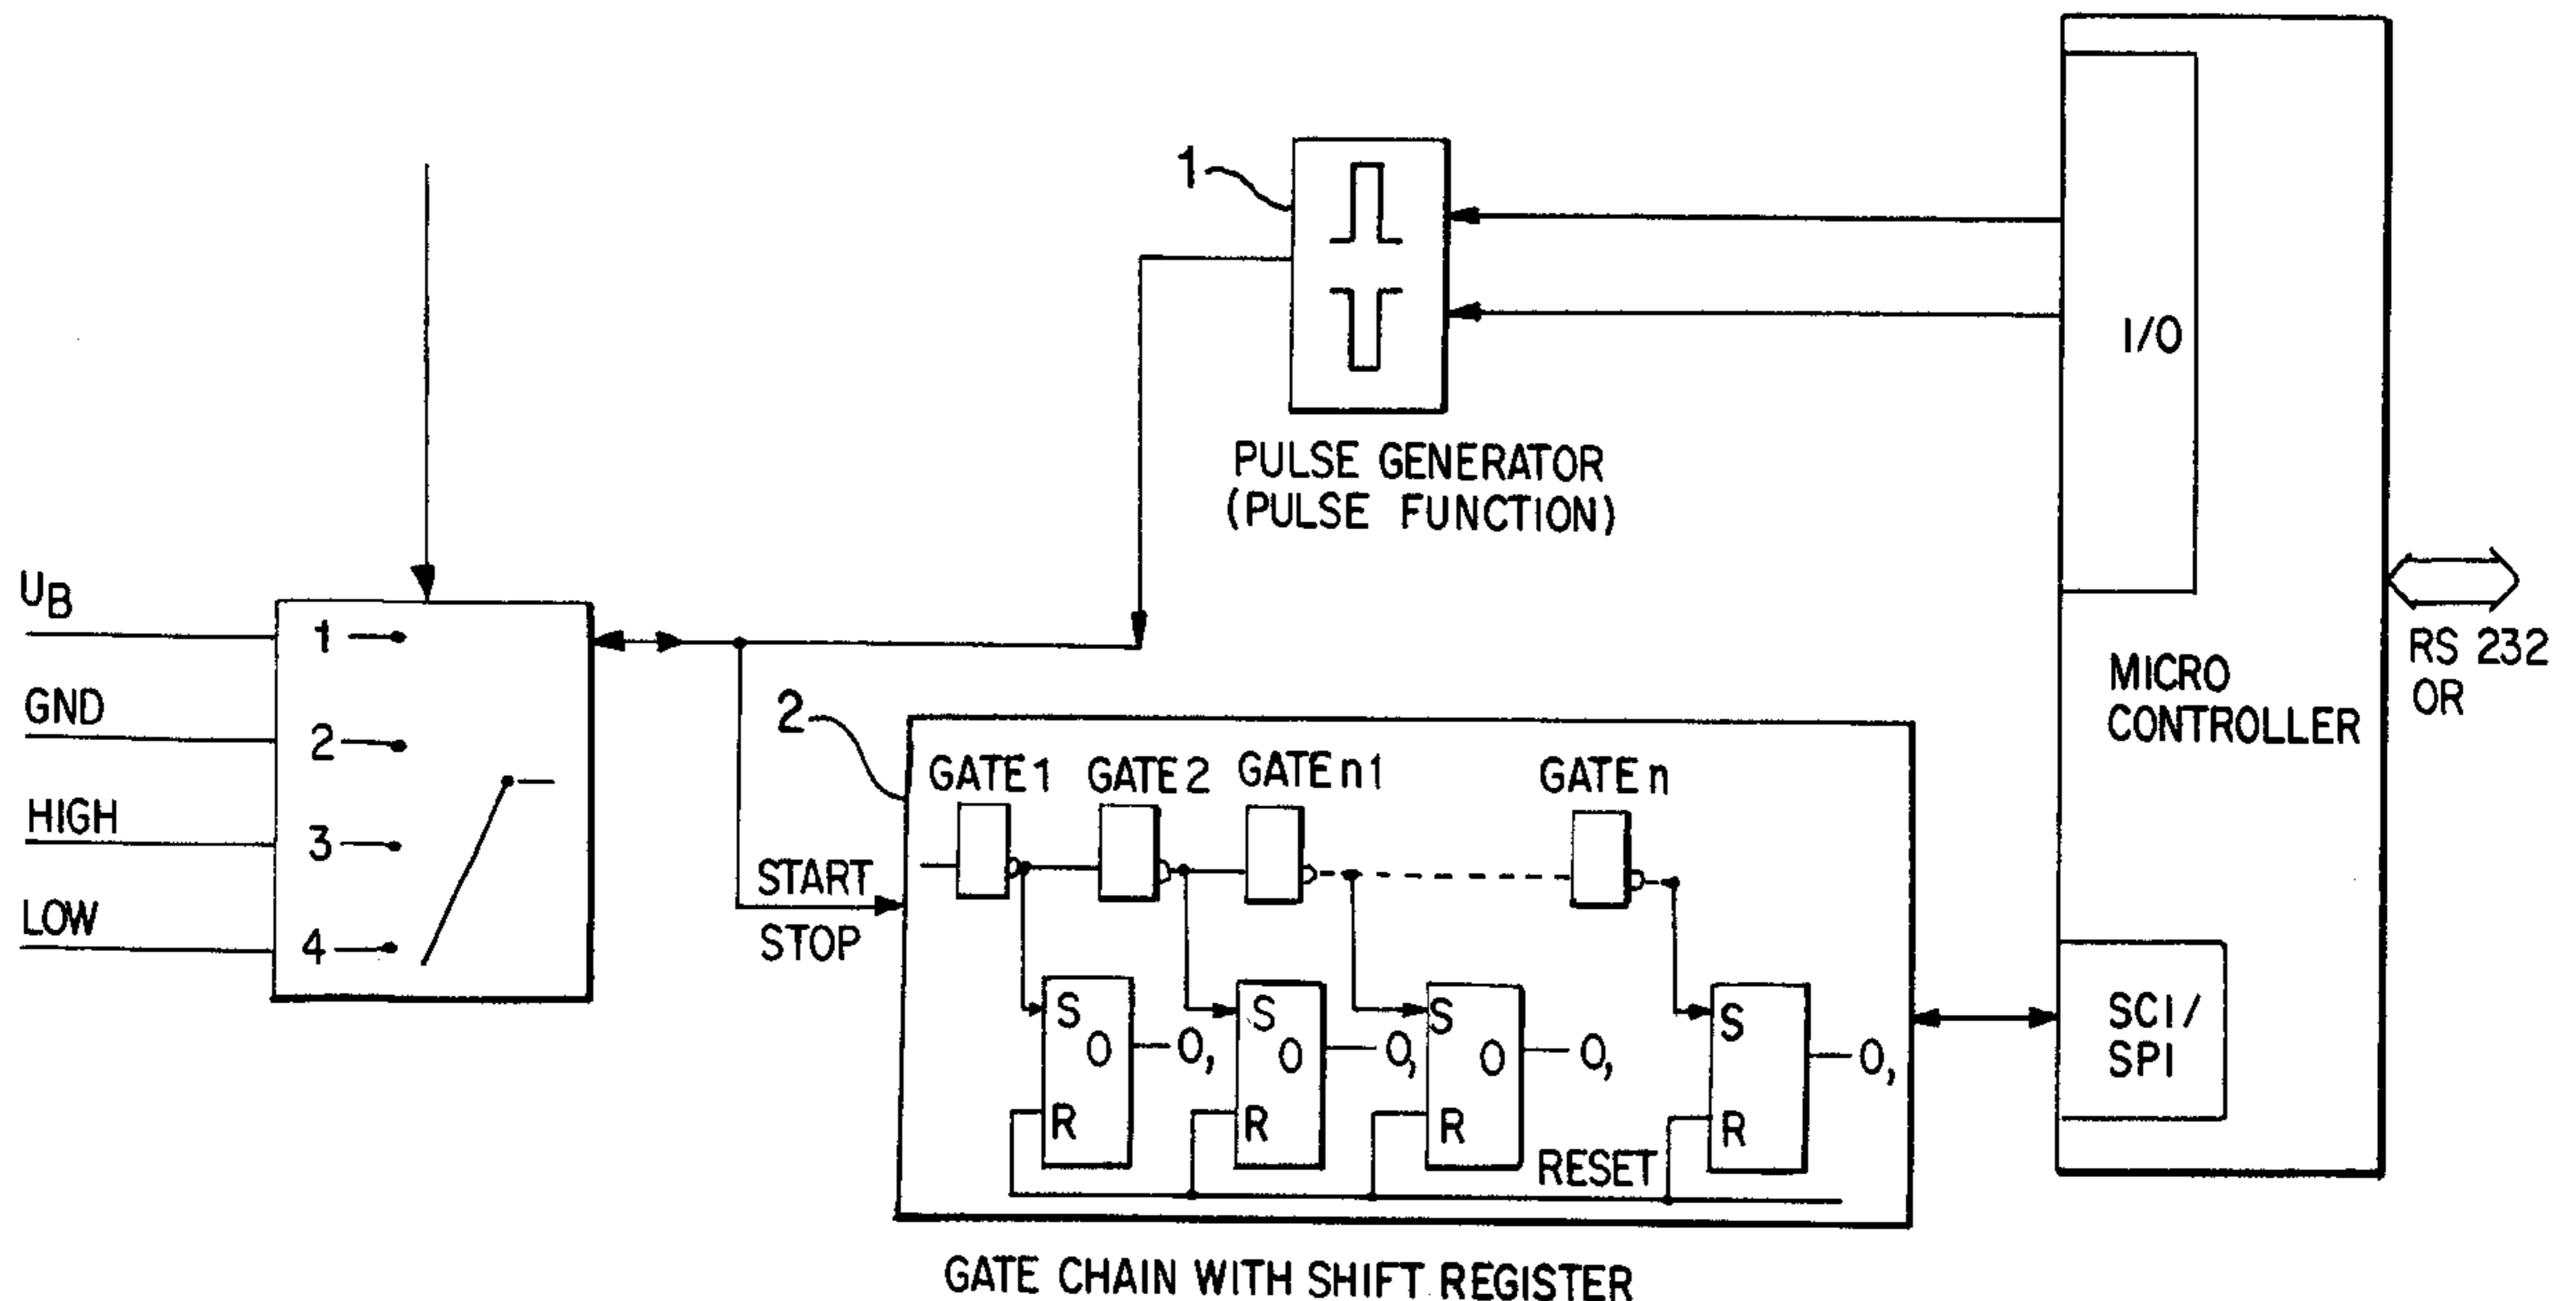 1
I/O
PULSE GENERATOR
(PULSE FUNCTION)
UB
GND
HIGH
LOW
1
2
3
4
RS 232
OR
MICRO
CONTROLLER
2
START
STOP
GATE 1
GATE 2
GATE n1
GATE n
S
O
R
O,
S
O
R
O,
S
O
R
O,
S
R
O,
RESET
SCI/
SPI
GATE CHAIN WITH SHIFT REGISTER